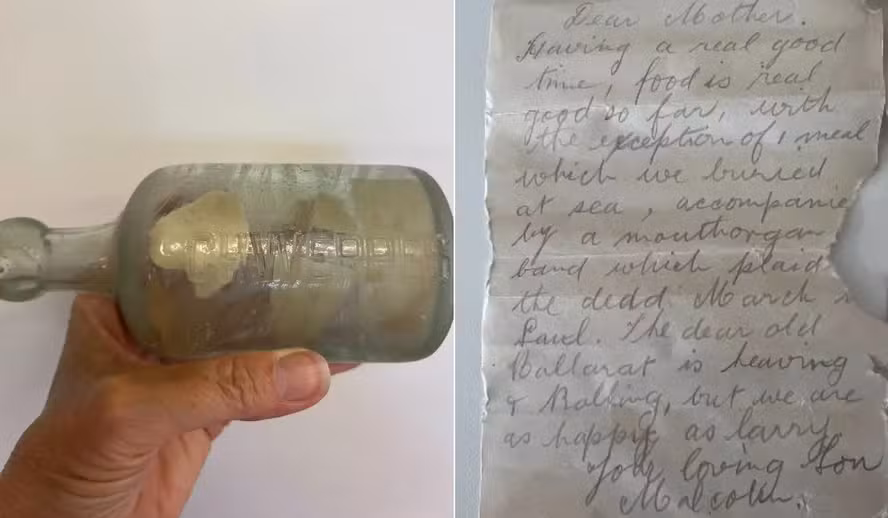 Dear Mother.
Having a real good
time, food is real
good so far, with
the exception of 1 meal
which we buried
at sea, accompanie
by a mouthorgan
band which plaid
the dedd March
Saul. The dear old
Ballarat is heaving
& Rolling, but we are
as happy as larry
Your loving Son
Malcolm.